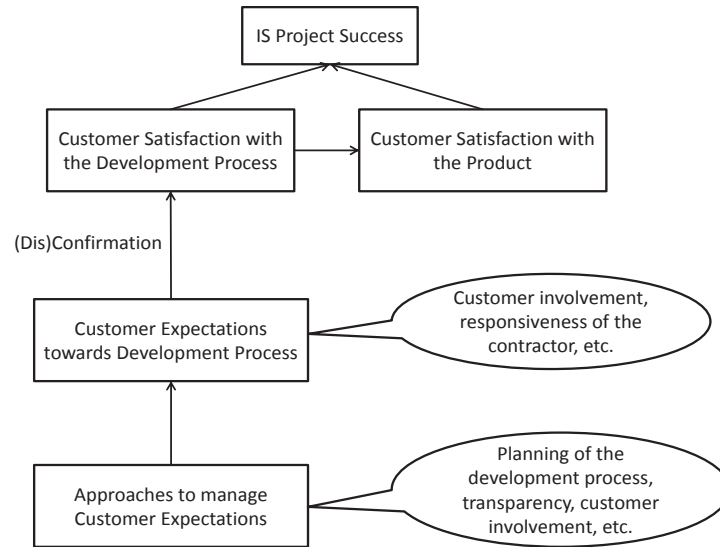 IS Project Success
Customer Satisfaction with
the Development Process
Customer Satisfaction with
the Product
(Dis)Confirmation
Customer Expectations
towards Development Process
Customer involvement,
responsiveness of the
contractor, etc.
Approaches to manage
Customer Expectations
Planning of the
development process,
transparency, customer
involvement, etc.